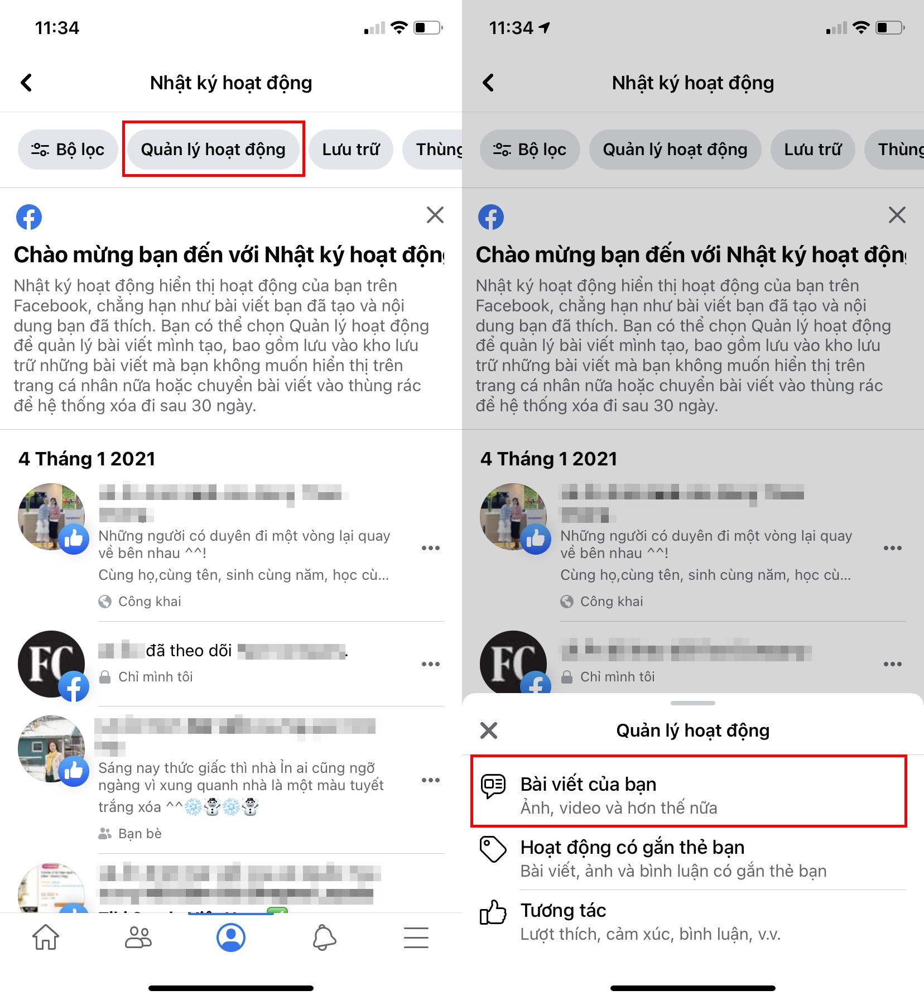 11:34
Nhật ký hoạt động
Bộ lọc
Quản lý hoạt động
Lưu trữ
Thùng
Chào mừng bạn đến với Nhật ký hoạt động
Nhật ký hoạt động hiển thị hoạt động của bạn trên
Facebook, chẳng hạn như bài viết bạn đã tạo và nội
dung bạn đã thích. Bạn có thể chọn Quản lý hoạt động
để quản lý bài viết mình tạo, bao gồm lưu vào kho lưu
trữ những bài viết mà bạn không muốn hiển thị trên
trang cá nhân nữa hoặc chuyển bài viết vào thùng rác
để hệ thống xóa đi sau 30 ngày.
4 Tháng 1 2021
Những người có duyên đi một vòng lại quay
về bên nhau ^^!
Cùng họ,cùng tên, sinh cùng năm, học cù...
Công khai
FC
đã theo dõi .
Chỉ mình tôi
Sáng nay thức giấc thì nhà Ỉn ai cũng ngỡ
ngàng vì xung quanh nhà là một màu tuyết
trắng xóa ^^❄️☃️❄️☃️
Bạn bè
11:34
Nhật ký hoạt động
Bộ lọc
Quản lý hoạt động
Lưu trữ
Thùng
Chào mừng bạn đến với Nhật ký hoạt động
Nhật ký hoạt động hiển thị hoạt động của bạn trên
Facebook, chẳng hạn như bài viết bạn đã tạo và nội
dung bạn đã thích. Bạn có thể chọn Quản lý hoạt động
để quản lý bài viết mình tạo, bao gồm lưu vào kho lưu
trữ những bài viết mà bạn không muốn hiển thị trên
trang cá nhân nữa hoặc chuyển bài viết vào thùng rác
để hệ thống xóa đi sau 30 ngày.
4 Tháng 1 2021
Những người có duyên đi một vòng lại quay
về bên nhau ^^!
Cùng họ,cùng tên, sinh cùng năm, học cù...
Công khai
FC
Chỉ mình tôi
Quản lý hoạt động
Bài viết của bạn
Ảnh, video và hơn thế nữa
Hoạt động có gắn thẻ bạn
Bài viết, ảnh và bình luận có gắn thẻ bạn
Tương tác
Lượt thích, cảm xúc, bình luận, v.v.